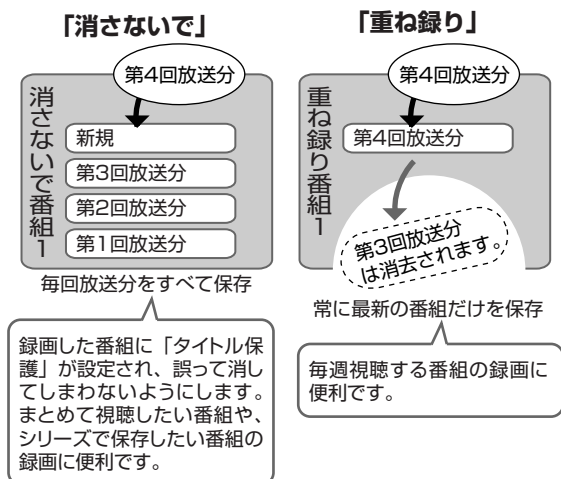 「消さないで」
第4回放送分
消さないで番組1
新規
第3回放送分
第2回放送分
第1回放送分
毎回放送分をすべて保存
録画した番組に「タイトル保
護」が設定され、誤って消し
てしまわないようにします。
まとめて視聴したい番組や、
シリーズで保存したい番組の
録画に便利です。
「重ね録り」
第4回放送分
重ね録り番組1
第4回放送分
第3回放送分
は消去されます。
常に最新の番組だけを保存
毎週視聴する番組の録画に
便利です。